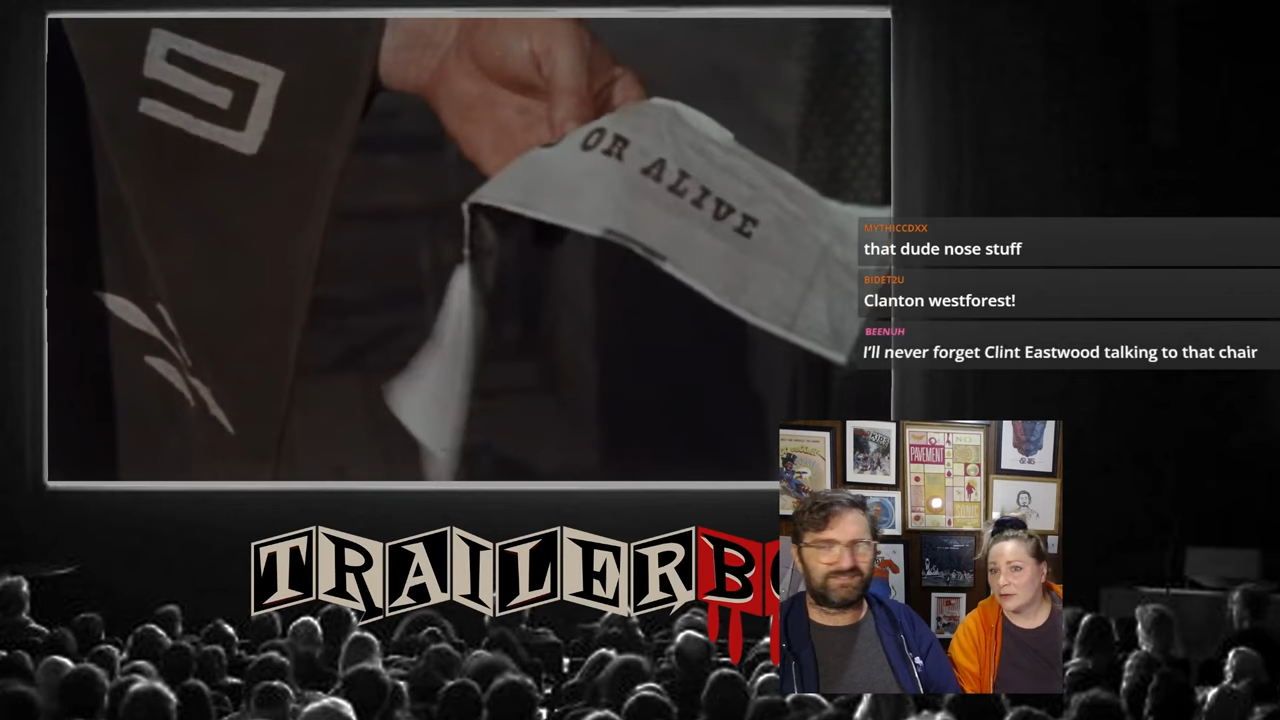 OR ALIVE
MYTHICCDXX
that dude nose stuff
BIDET2U
Clanton westforest!
BEENUH
I'll never forget Clint Eastwood talking to that chair
PAVEMENT
NO
TRAILERB